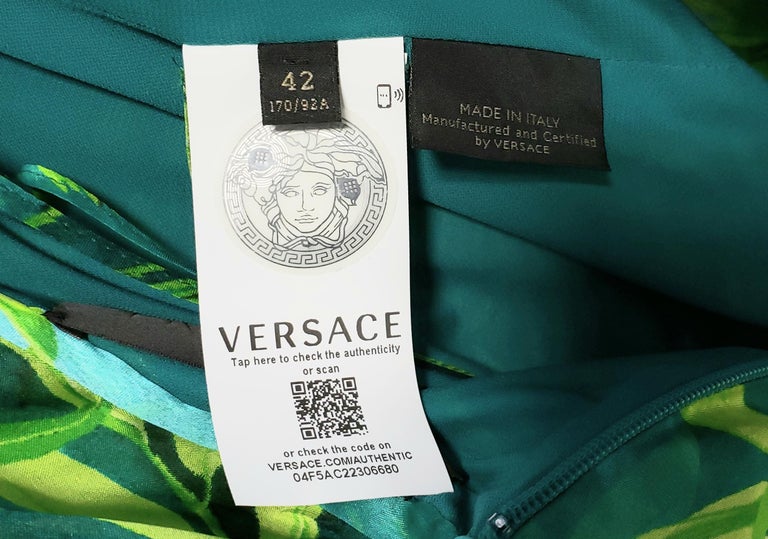 42
170/92A
MADE IN ITALY
Manufactured and Certified
by VERSACE
VERSACE
Tap here to check the authenticity
or scan
or check the code on
VERSACE.COM/AUTHENTIC
04F5AC22306680